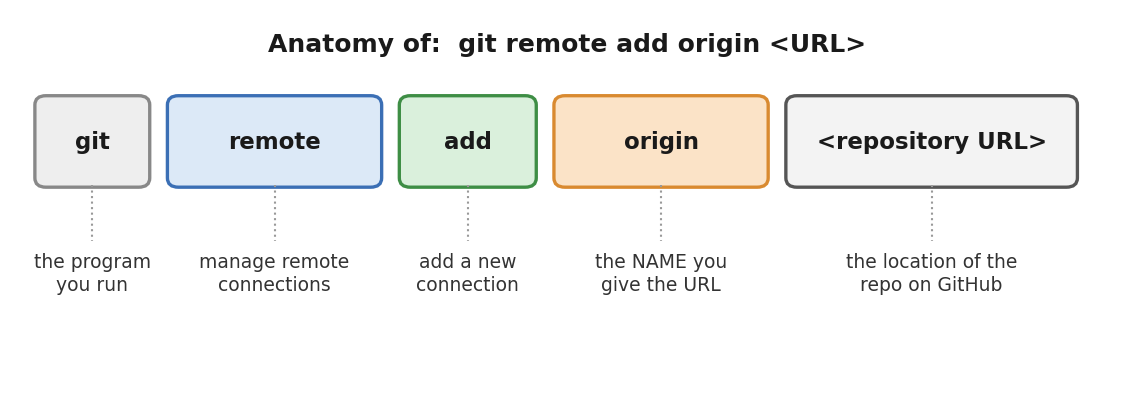 Anatomy of:  git remote add origin <URL>
git
remote
add
origin
<repository URL>
the program
you run
manage remote
connections
add a new
connection
the NAME you
give the URL
the location of the
repo on GitHub